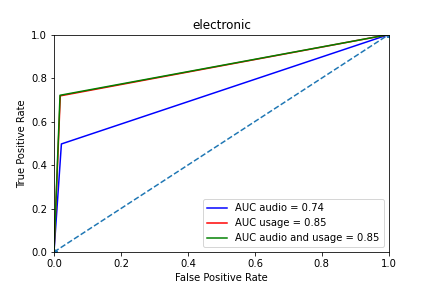 electronic
1.0
0.8
0.6
0.4
0.2
0.0
True Positive Rate
AUC audio = 0.74
AUC usage = 0.85
AUC audio and usage = 0.85
0.0 0.2 0.4 0.6 0.8 1.0
False Positive Rate